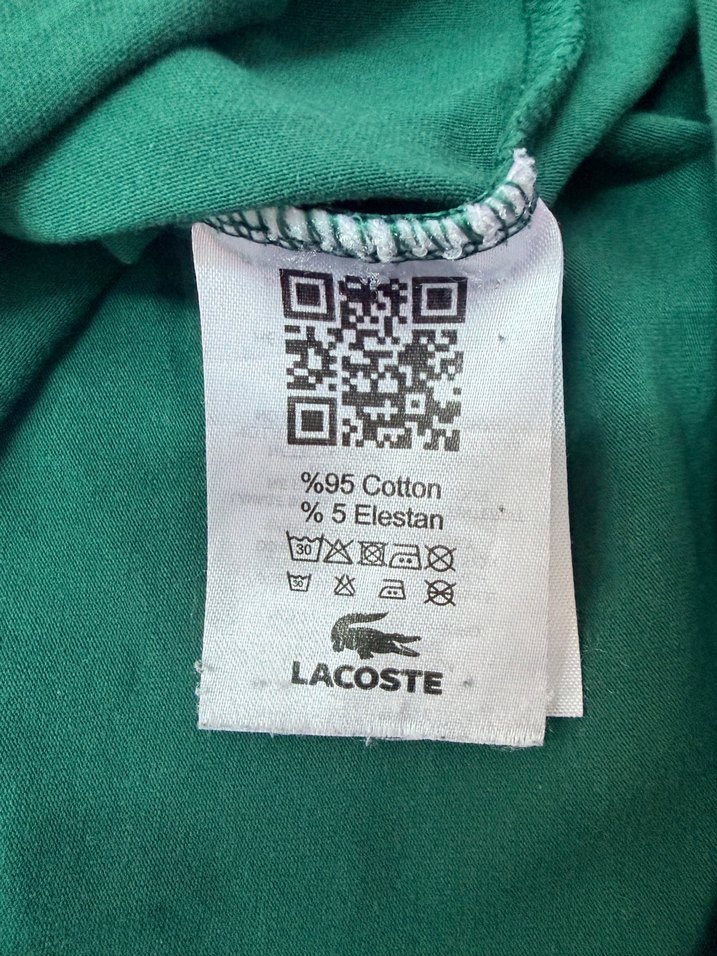 %95 Cotton
% 5 Elestan
30
30
LACOSTE